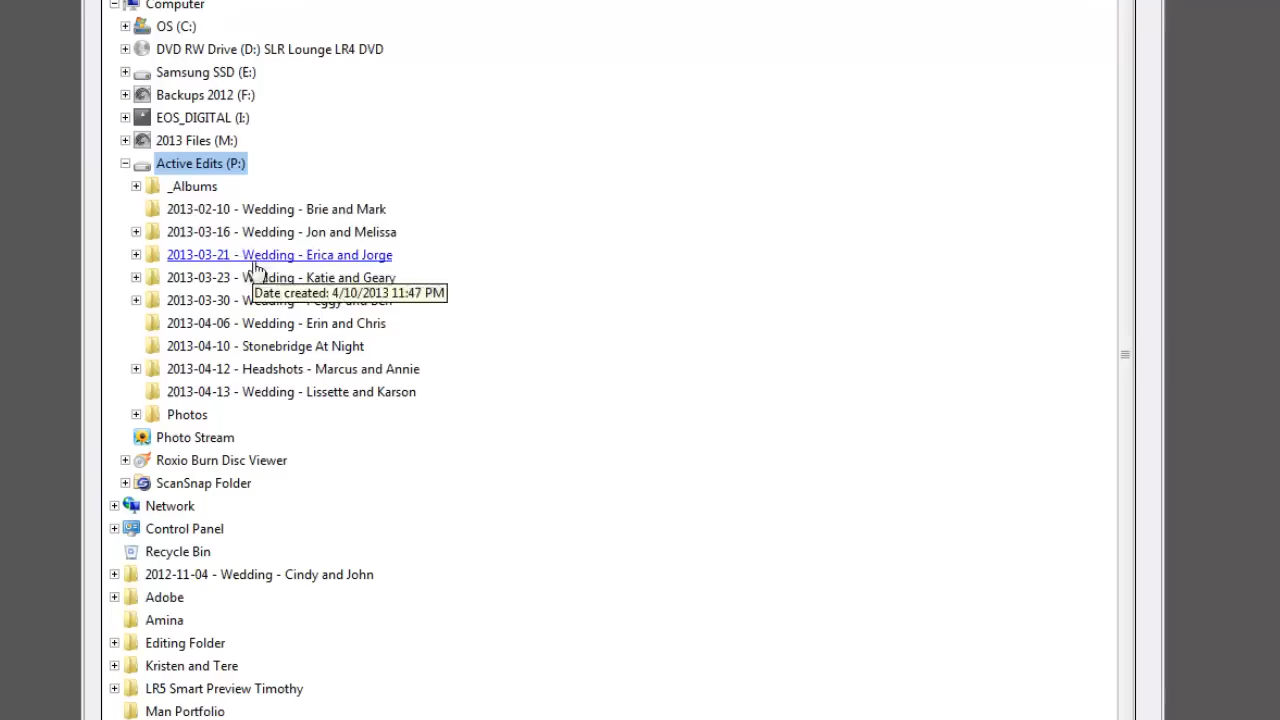 Computer
OS (C:)
DVD RW Drive (D:) SLR Lounge LR4 DVD
Samsung SSD (E:)
Backups 2012 (F:)
EOS_DIGITAL (I:)
2013 Files (M:)
Active Edits (P:)
_Albums
2013-02-10 - Wedding - Brie and Mark
2013-03-16 - Wedding - Jon and Melissa
2013-03-21 - Wedding - Erica and Jorge
2013-03-23 - Wedding - Katie and Geary
Date created: 4/10/2013 11:47 PM
2013-03-30 - Wedding - Peggy and Ben
2013-04-06 - Wedding - Erin and Chris
2013-04-10 - Stonebridge At Night
2013-04-12 - Headshots - Marcus and Annie
2013-04-13 - Wedding - Lissette and Karson
Photos
Photo Stream
Roxio Burn Disc Viewer
ScanSnap Folder
Network
Control Panel
Recycle Bin
2012-11-04 - Wedding - Cindy and John
Adobe
Amina
Editing Folder
Kristen and Tere
LR5 Smart Preview Timothy
Man Portfolio